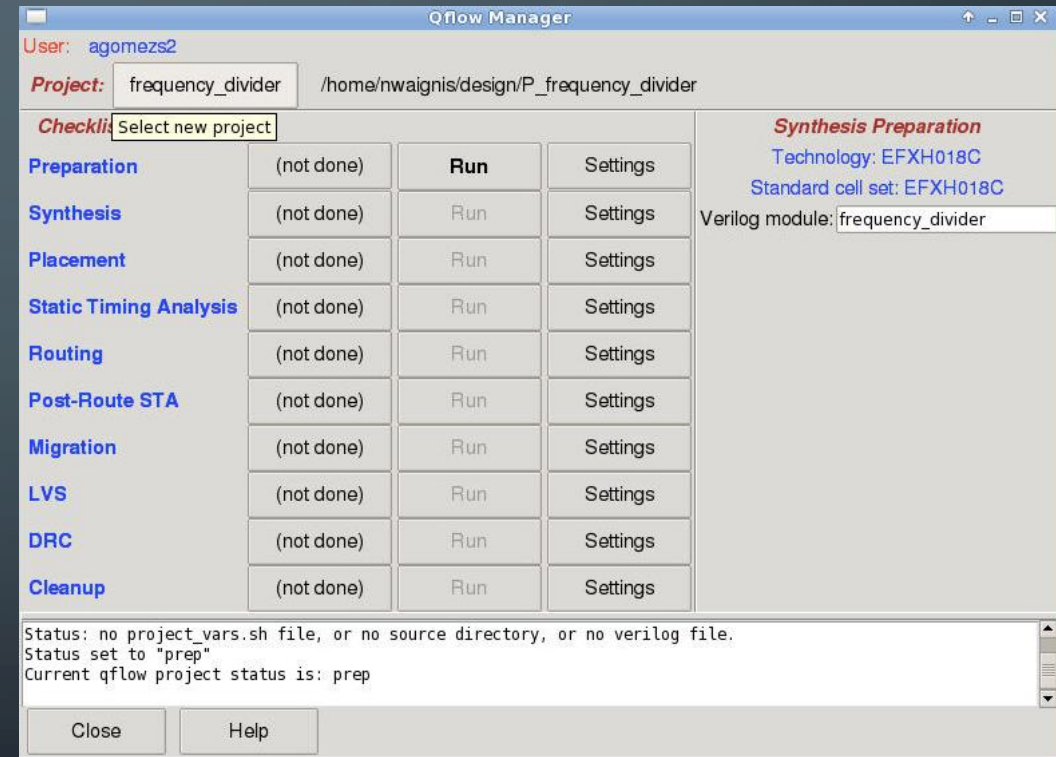 Qflow Manager
User: agomezs2
Project: frequency_divider /home/nwaignis/design/P_frequency_divider
Checklis Select new project Synthesis Preparation
Technology: EFXH018C
Preparation (not done) Run Settings
Standard cell set: EFXH018C
Synthesis (not done) Run Settings Verilog module: frequency_divider
Placement (not done) Run Settings
Static Timing Analysis (not done) Run Settings
Routing (not done) Run Settings
Post-Route STA (not done) Run Settings
Migration (not done) Run Settings
LVS (not done) Run Settings
DRC (not done) Run Settings
Cleanup (not done) Run Settings
Status: no project_vars.sh file, or no source directory, or no verilog file.
Status set to "prep"
Current qflow project status is: prep
Close Help